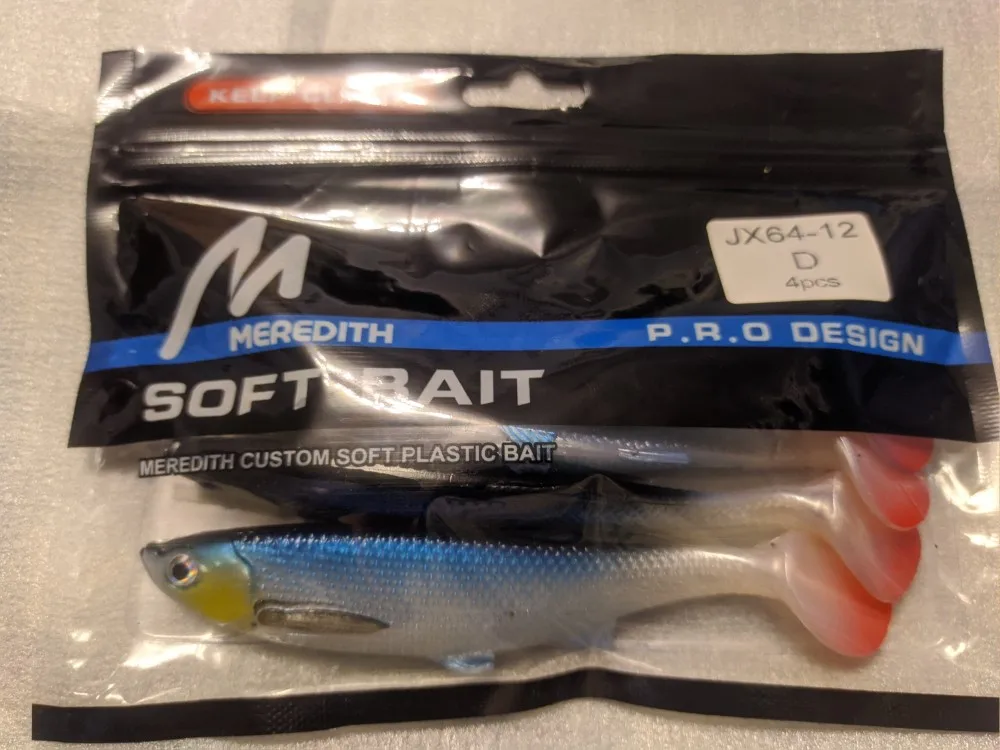 JX64-12
D
4pcs
MEREDITH
P.R.O DESIGN
SOFT BAIT
MEREDITH CUSTOM SOFT PLASTIC BAIT